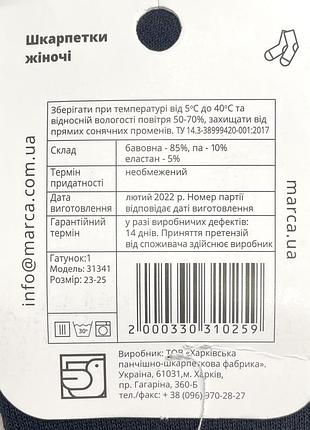 Шкарпетки
жіночі
info@marca.com.ua
marca.ua
Зберігати при температурі від 5°С до 40°С та
відносній вологості повітря 50-70%, захищати від
прямих сонячних променів. ТУ 14.3-38999420-001:2017
Склад
бавовна - 85%, па - 10%
еластан - 5%
Термін
придатності
необмежений
Дата
виготовлення
лютий 2022 р. Номер партії
відповідає даті виготовлення
Гарантійний
термін
у разі виробничих дефектів:
14 днів. Приняття претензій
від споживача здійснює виробник
Гатунок:1
Модель: 31341
Розмір: 23-25
30°
2 000330 310259
Виробник: ТОВ «Харківська
панчішно-шкарпеткова фабрика».
Україна, 61031, м. Харків,
пр. Гагаріна, 360-Б
тел./факс: + 38 (096) 970-28-27